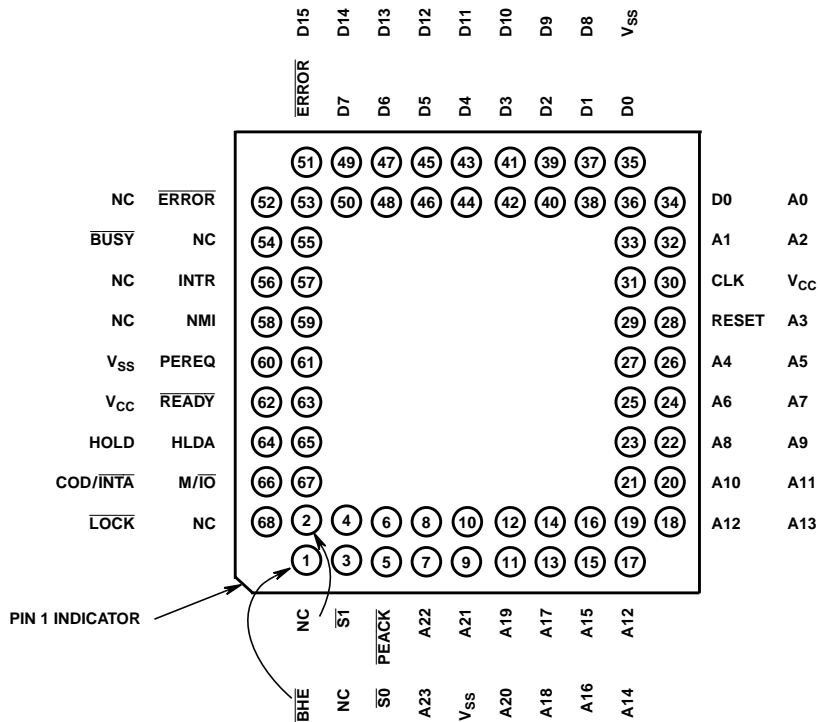 D15 D14 D13 D12 D11 D10 D9 D8 VSS
ERROR D7 D6 D5 D4 D3 D2 D1 D0
51 49 47 45 43 41 39 37 35
NC ERROR 52 53 50 48 46 44 42 40 38 36 34 D0 A0
BUSY NC 54 55 33 32 A1 A2
NC INTR 56 57 31 30 CLK VCC
NC NMI 58 59 29 28 RESET A3
VSS PEREQ 60 61 27 26 A4 A5
VCC READY 62 63 25 24 A6 A7
HOLD HLDA 64 65 23 22 A8 A9
COD/INTA M/IO 66 67 21 20 A10 A11
LOCK NC 68 2 4 6 8 10 12 14 16 19 18 A12 A13
1 3 5 7 9 11 13 15 17
PIN 1 INDICATOR
NC S1 PEACK A22 A21 A19 A17 A15 A12
BHE NC S0 A23 VSS A20 A18 A16 A14